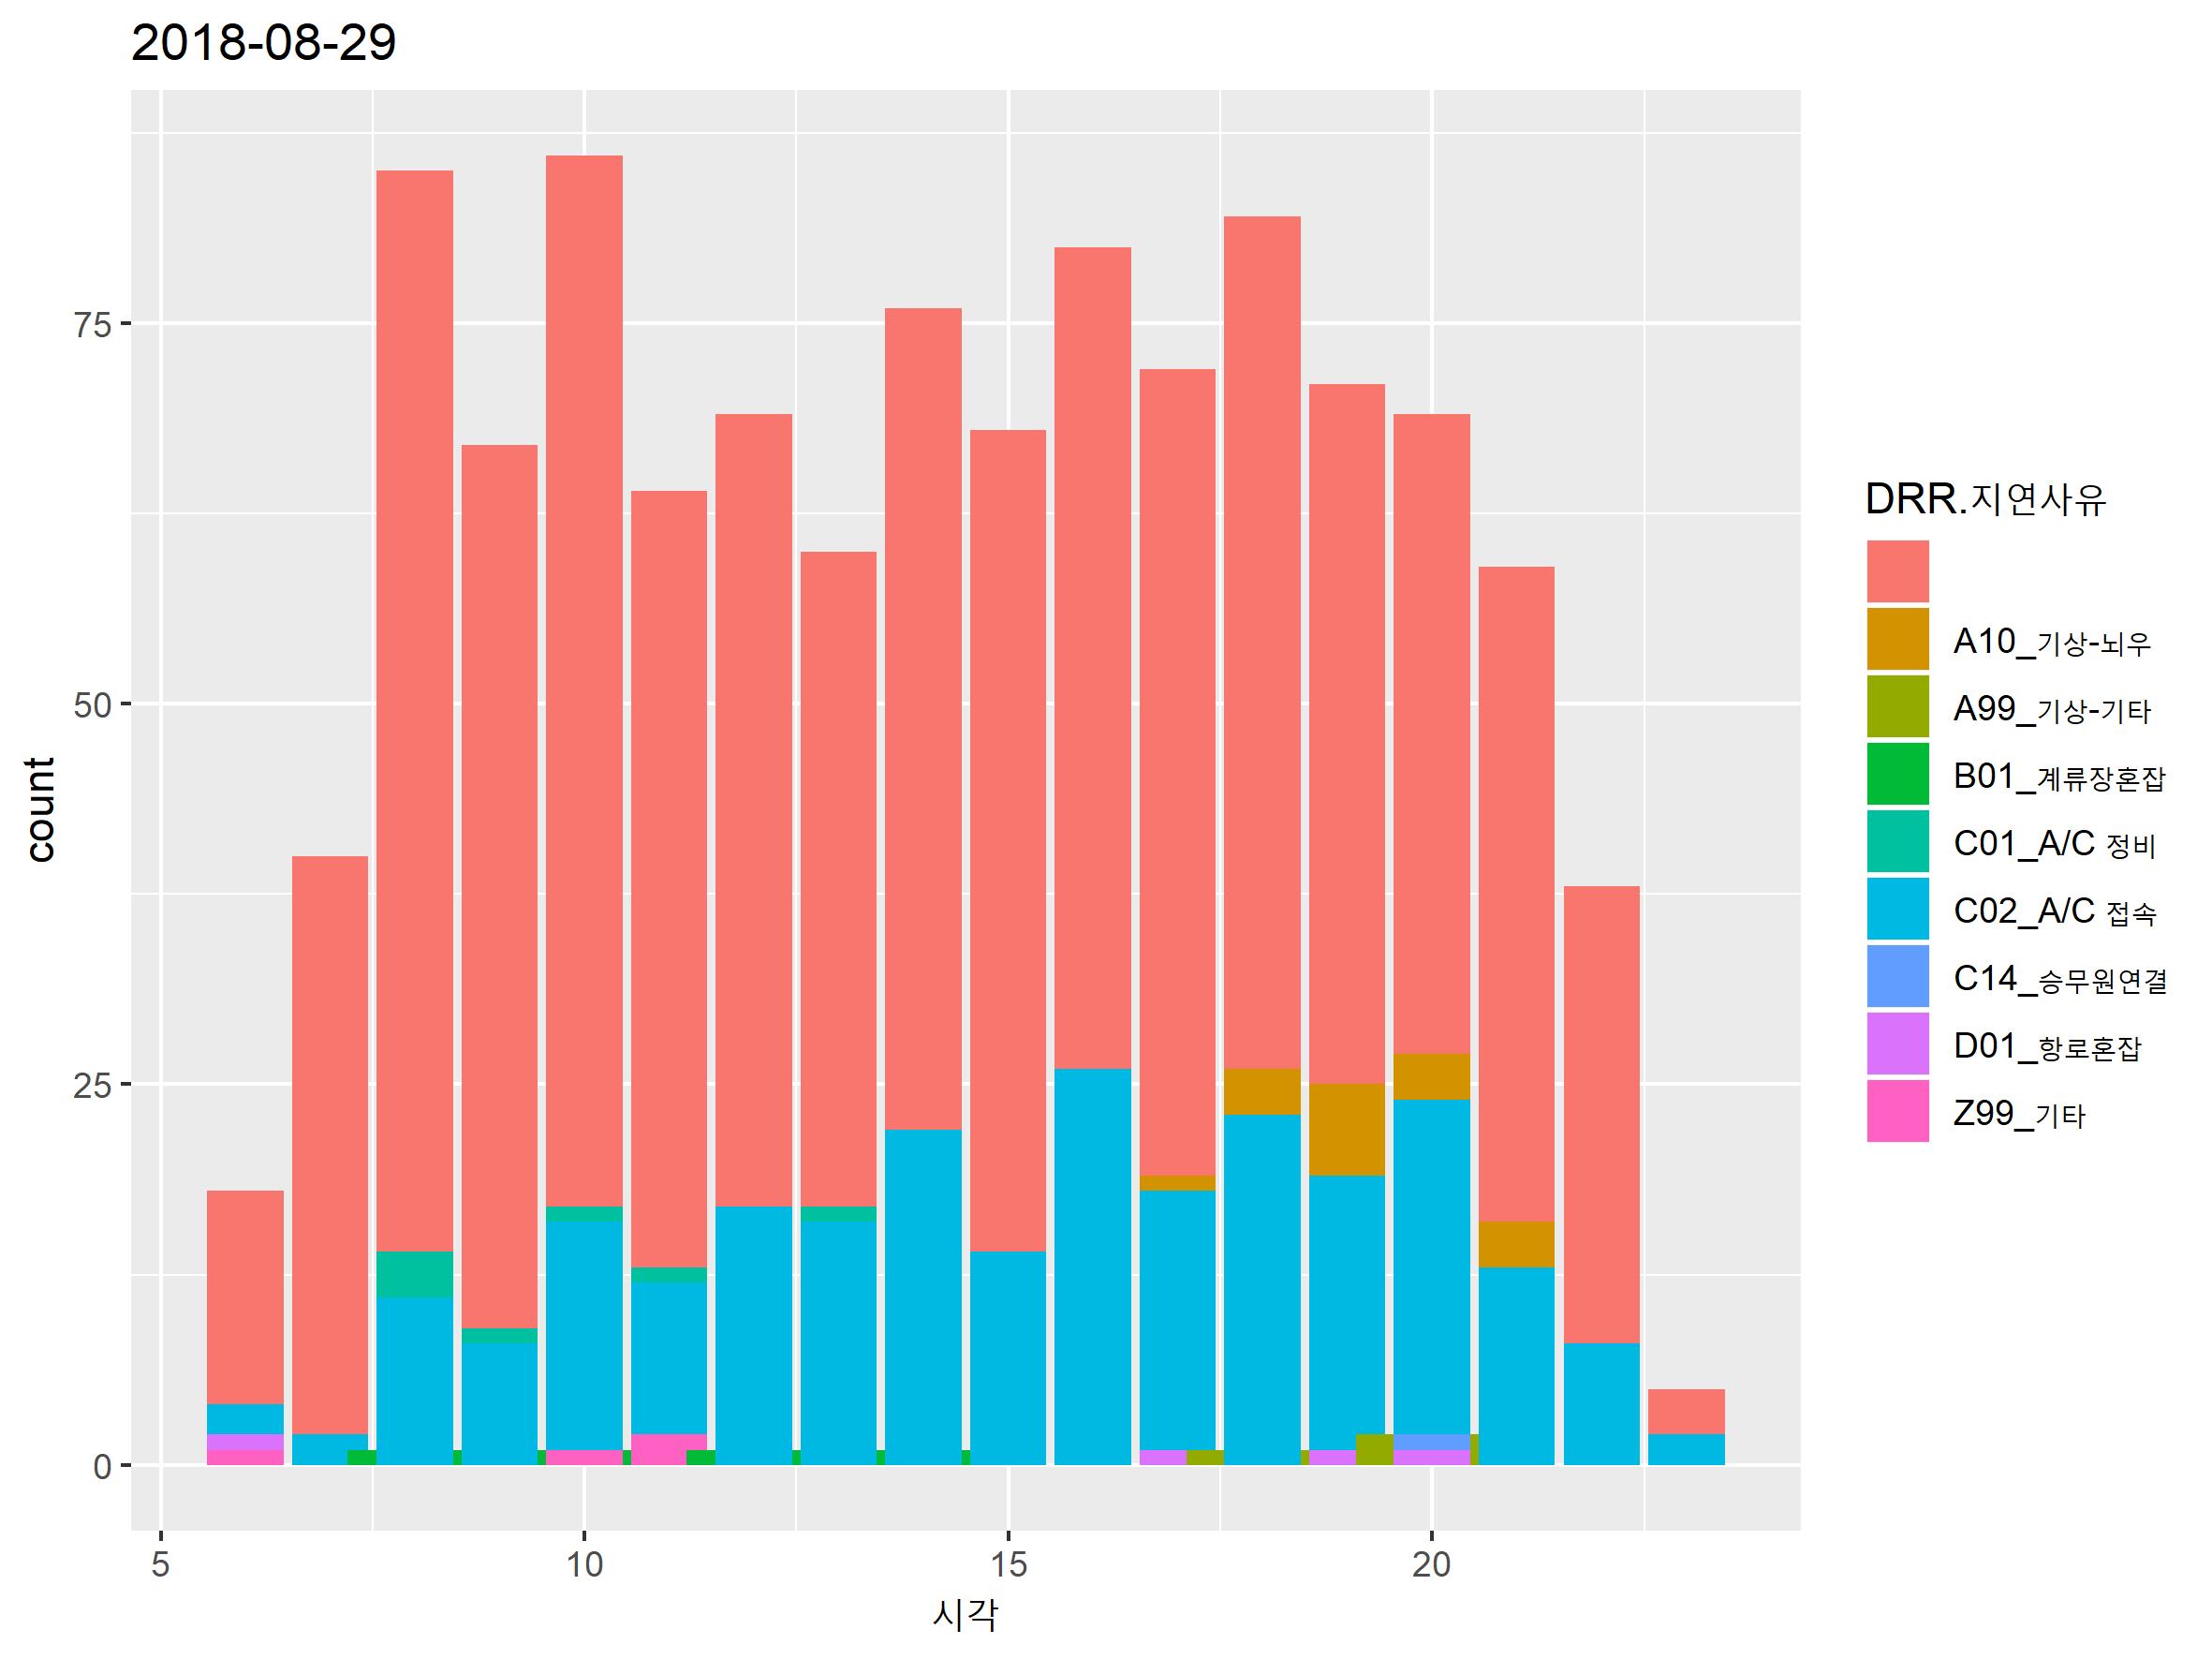 2018-08-29
count
75
50
25
0
5
10
15
20
시각
DRR.지연사유
A10_기상-뇌우
A99_기상-기타
B01_계류장혼잡
C01_A/C 정비
C02_A/C 접속
C14_승무원연결
D01_항로혼잡
Z99_기타